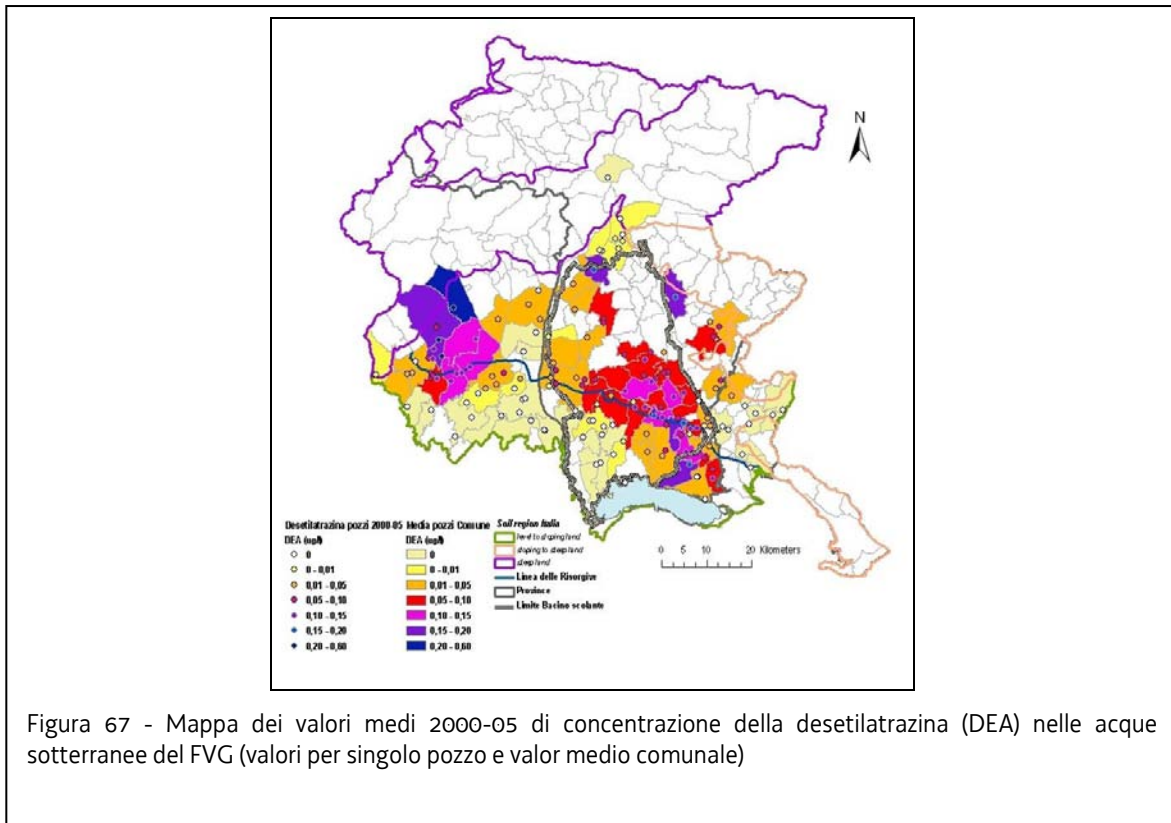 N
Desetilatrazina pozzi 2000-05
DEA (ug/l)
0
0 - 0,01
0,01 - 0,05
0,05 - 0,10
0,10 - 0,15
0,15 - 0,20
0,20 - 0,60
Media pozzi Comune
DEA (ug/l)
0
0 - 0,01
0,01 - 0,05
0,05 - 0,10
0,10 - 0,15
0,15 - 0,20
0,20 - 0,60
Soil region Italia
level to sloping land
sloping to steep land
steep land
Linea delle Risorgive
Province
Limite Bacino scolante
0 5 10 20 Kilometers
Figura 67 - Mappa dei valori medi 2000-05 di concentrazione della desetilatrazina (DEA) nelle acque
sotterranee del FVG (valori per singolo pozzo e valor medio comunale)